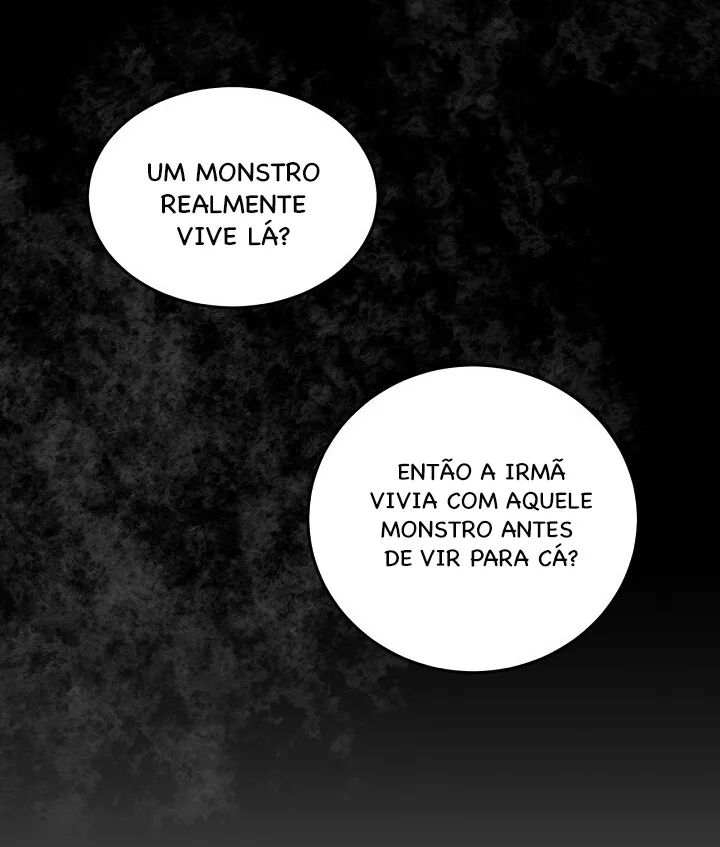 UM MONSTRO
REALMENTE
VIVE LÁ?
ENTÃO A IRMÃ
VIVIA COM AQUELE
MONSTRO ANTES
DE VIR PARA CÁ?